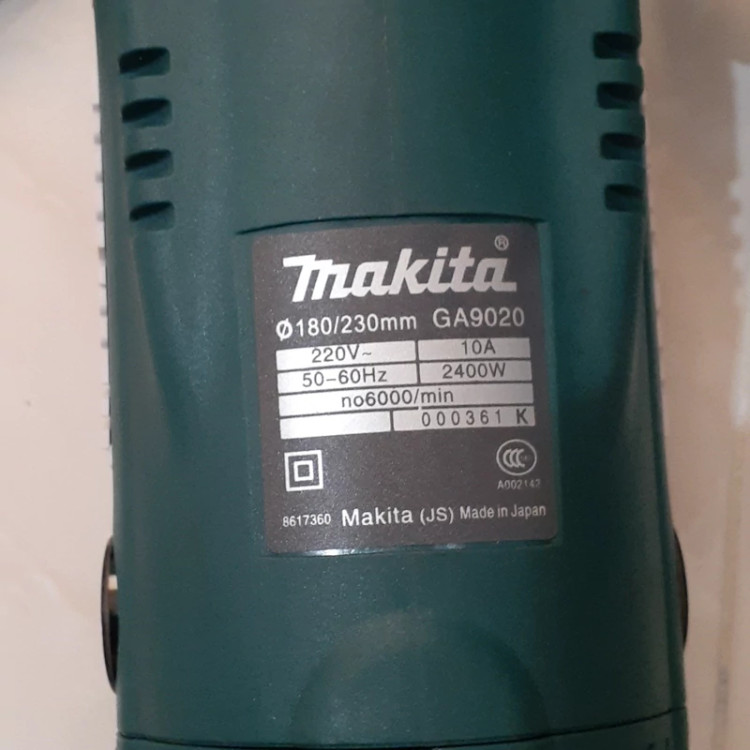 makita®
Ø180/230mm GA9020
220V~ 10A
50-60Hz 2400W
no6000/min
000361 K
CCC
A002142
8617360 Makita (JS) Made in Japan